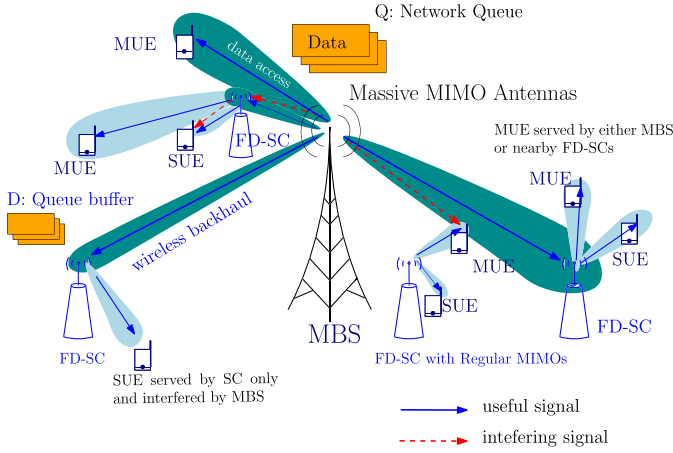 Q: Network Queue
MUE
Data
data access
Massive MIMO Antennas
MUE served by either MBS
or nearby FD-SCs
FD-SC
SUE
MUE
MUE
D: Queue buffer
wireless backhaul
SUE
MUE
SUE
MBS
FD-SC
FD-SC
FD-SC with Regular MIMOs
SUE served by SC only
and interfered by MBS
useful signal
intefering signal